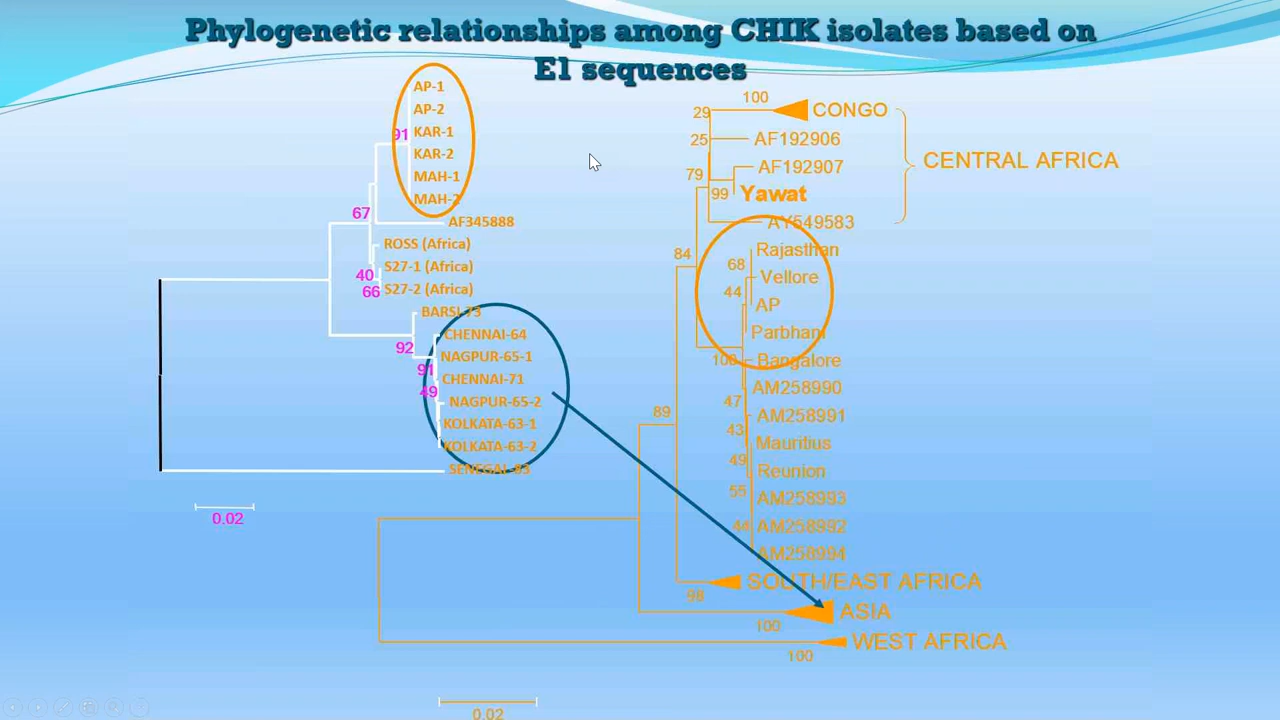 Phylogenetic relationships among CHIK isolates based on
E1 sequences
AP-1
AP-2
91
KAR-1
KAR-2
MAH-1
MAH-2
67
AF345888
ROSS (Africa)
S27-1 (Africa)
40
66
S27-2 (Africa)
BARSI-73
CHENNAI-64
92
NAGPUR-65-1
91
CHENNAI-71
49
NAGPUR-65-2
KOLKATA-63-1
KOLKATA-63-2
SENEGAL-83
0.02
100
CONGO
29
25
AF192906
CENTRAL AFRICA
AF192907
79
99
Yawat
AY549583
84
Rajasthan
68
Vellore
44
AP
Parbhani
100
Bangalore
AM258990
47
AM258991
89
43
Mauritius
49
Reunion
55
AM258993
44
AM258992
AM258994
SOUTH/EAST AFRICA
98
ASIA
100
WEST AFRICA
100
0.02